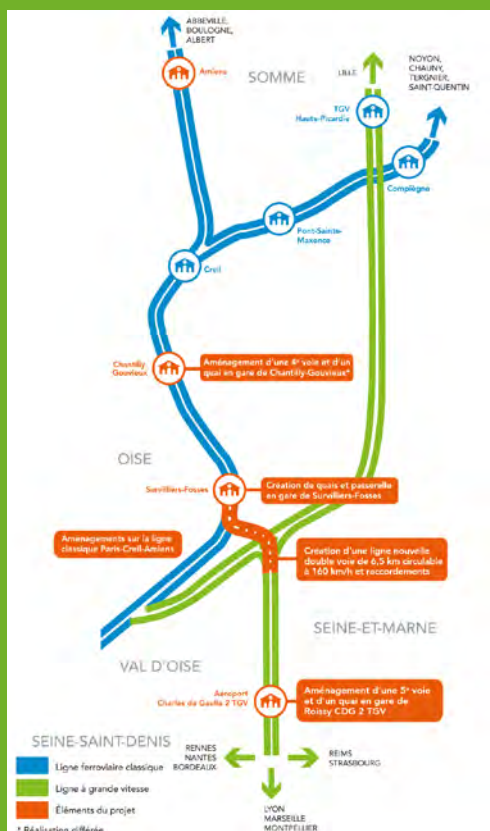 ABBEVILLE,
BOULOGNE,
ALBERT
Amiens
SOMME
LILLE
NOYON,
CHAUNY,
TERGNIER,
SAINT-QUENTIN
TGV
Haute-Picardie
Compiègne
Pont-Sainte-
Maxence
Creil
Chantilly
Gouvieux
Aménagement d'une 4e voie et d'un
quai en gare de Chantilly-Gouvieux*
OISE
Survilliers-Fosses
Création de quais et passerelle
en gare de Survilliers-Fosses
Aménagements sur la ligne
classique Paris-Creil-Amiens
Création d'une ligne nouvelle
double voie de 6,5 km circulable
à 160 km/h et raccordements
SEINE-ET-MARNE
VAL D'OISE
Aéroport
Charles de Gaulle 2 TGV
Aménagement d'une 5e voie
et d'un quai en gare de
Roissy CDG 2 TGV
SEINE-SAINT-DENIS
RENNES
NANTES
BORDEAUX
REIMS
STRASBOURG
LYON
MARSEILLE
MONTPELLIER
Ligne ferroviaire classique
Ligne à grande vitesse
Éléments du projet
* Réalisation différée